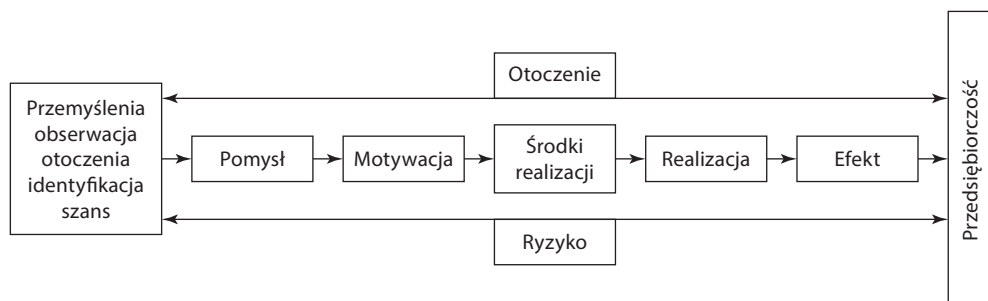 Otoczenie
Przemyślenia
obserwacja
otoczenia
identyfikacja
szans
Pomysł
Motywacja
Środki
realizacji
Realizacja
Efekt
Przedsiębiorczość
Ryzyko